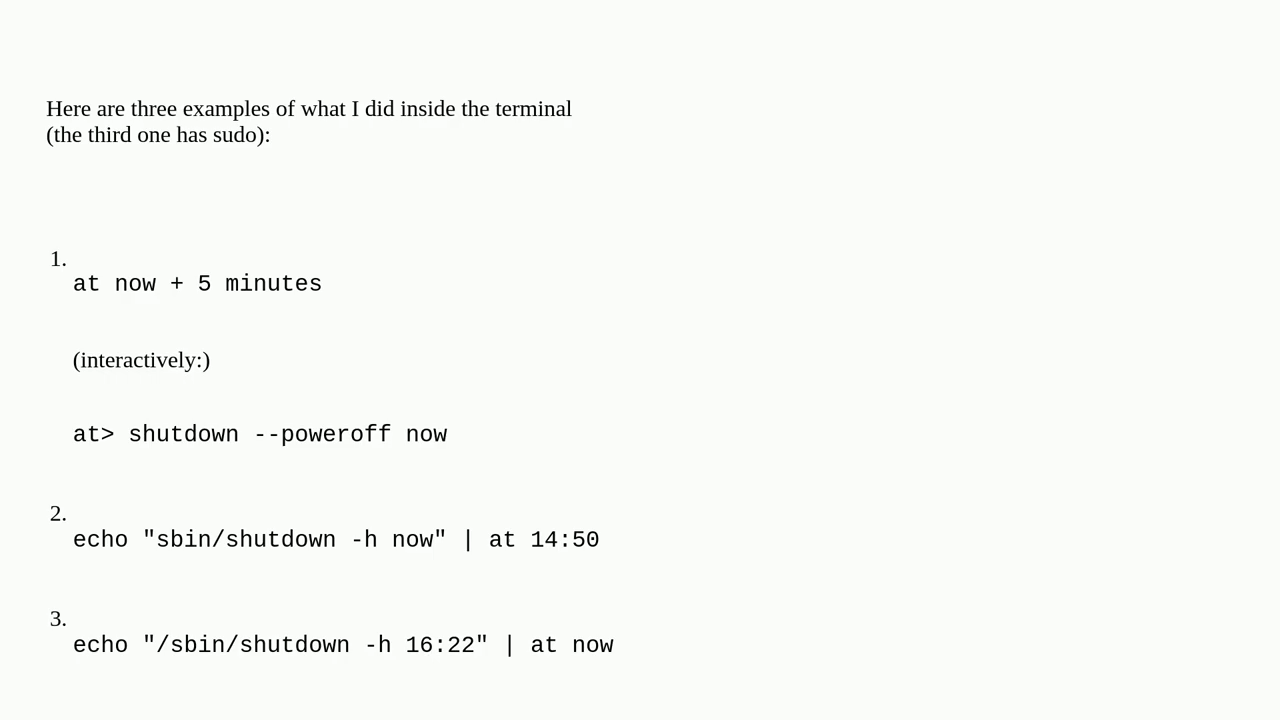 Here are three examples of what I did inside the terminal
(the third one has sudo):
1.
at now + 5 minutes
(interactively:)
at> shutdown --poweroff now
2.
echo "sbin/shutdown -h now" | at 14:50
3.
echo "/sbin/shutdown -h 16:22" | at now